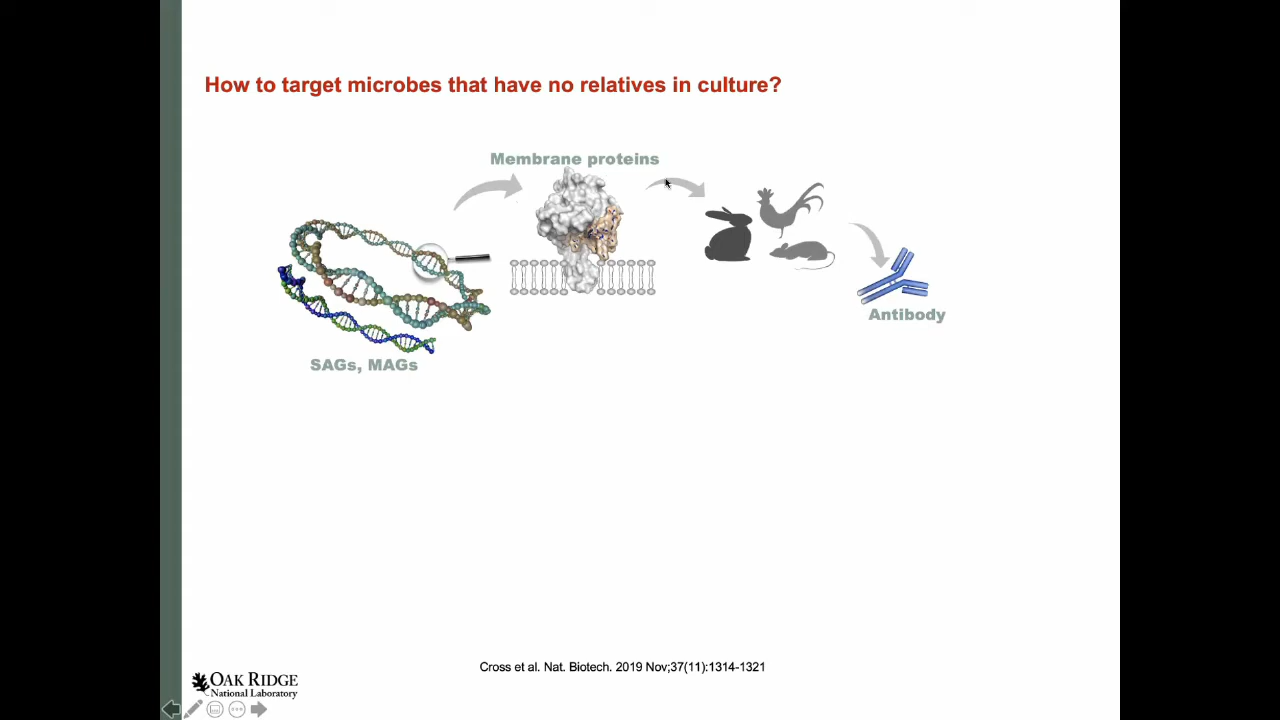 How to target microbes that have no relatives in culture?
Membrane proteins
Antibody
SAGs, MAGs
Cross et al. Nat. Biotech. 2019 Nov;37(11):1314-1321
OAK RIDGE
National Laboratory